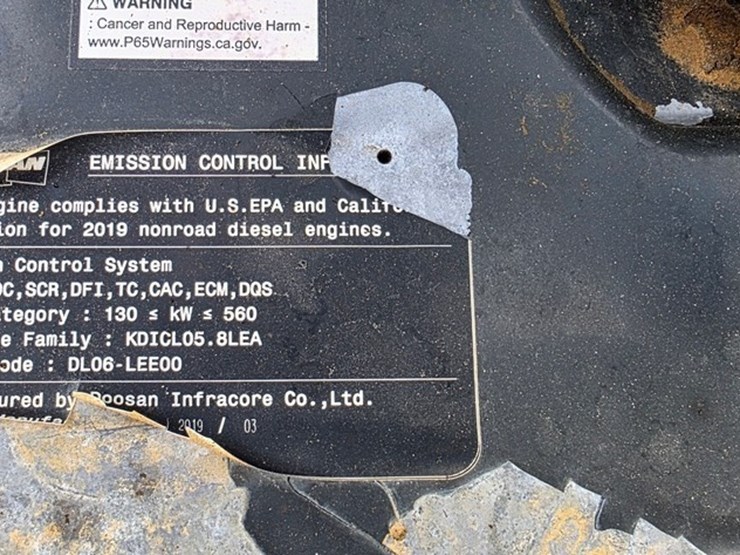 ⚠ WARNING
: Cancer and Reproductive Harm -
www.P65Warnings.ca.gov.
AN
EMISSION CONTROL INF
gine complies with U.S.EPA and Califo
ion for 2019 nonroad diesel engines.
Control System
OC,SCR,DFI,TC,CAC,ECM,DQS
tegory : 130 ≤ kW ≤ 560
e Family : KDICL05.8LEA
ode : DL06-LEE00
ured by Doosan Infracore Co.,Ltd.
2019 / 03